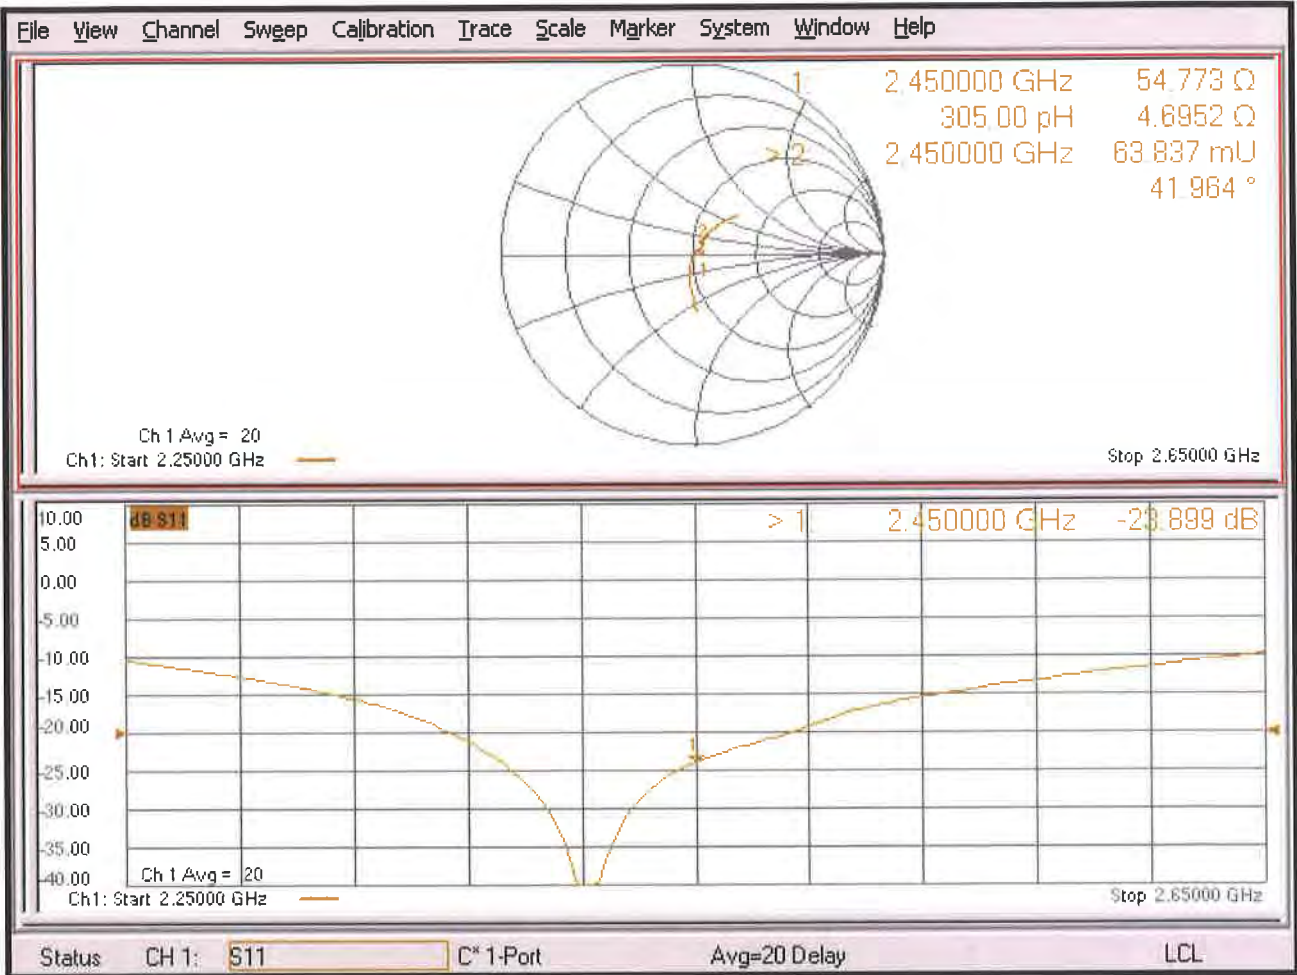 File View Channel Sweep Calibration Trace Scale Marker System Window Help
1. 2.450000 GHz 54.773 Ω
305.00 pH 4.6952 Ω
> 2. 2.450000 GHz 63.837 mU
41.964 °
2
1
Ch 1 Avg = 20
Ch1: Start 2.25000 GHz
Stop 2.65000 GHz
10.00
dB S11
> 1. 2.450000 GHz -23.899 dB
5.00
0.00
-5.00
-10.00
-15.00
-20.00
1
-25.00
-30.00
-35.00
-40.00
Ch 1 Avg = 20
Ch1: Start 2.25000 GHz
Stop 2.65000 GHz
Status CH 1: S11 C* 1-Port Avg=20 Delay LCL